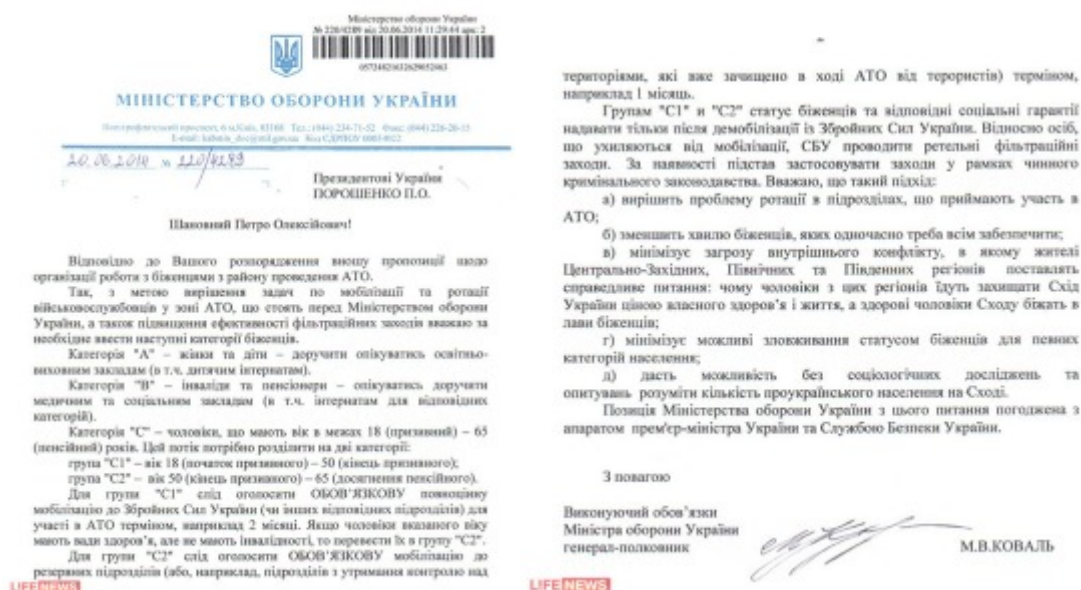 Міністерство оборони України
№ 220/4289 від 20.06.2014 11:29:44 арк: 2
МІНІСТЕРСТВО ОБОРОНИ УКРАЇНИ
20.06.2014 № 220/4289
Президентові України
ПОРОШЕНКО П.О.
Шановний Петро Олексійович!
Відповідно до Вашого розпорядження вношу пропозиції щодо
організації роботи з біженцями з району проведення АТО.
Так, з метою вирішення задач по мобілізації та ротації
військовослужбовців у зоні АТО, що стоять перед Міністерством оборони
України, а також підвищення ефективності фільтраційних заходів вважаю за
необхідне ввести наступні категорії біженців.
Категорія "А" – жінки та діти – доручити опікуватись освітньо-
виховним закладам (в т.ч. дитячим інтернатам).
Категорія "В" – інваліди та пенсіонери – опікуватись доручити
медичним та соціальним закладам (в т.ч. інтернатам для відповідних
категорій).
Категорія "С" – чоловіки, що мають вік в межах 18 (призивний) – 65
(пенсійний) років. Цей потік потрібно розділити на дві категорії:
група "С1" – вік 18 (початок призивного) – 50 (кінець призивного);
група "С2" – вік 50 (кінець призивного) – 65 (досягнення пенсійного).
Для групи "С1" слід оголосити ОБОВ'ЯЗКОВУ повноцінну
мобілізацію до Збройних Сил України (чи інших відповідних підрозділів) для
участі в АТО терміном, наприклад 2 місяці. Якщо чоловіки вказаного віку
мають вади здоров'я, але не мають інвалідності, то перевести їх в групу "С2".
Для групи "С2" слід оголосити ОБОВ'ЯЗКОВУ мобілізацію до
резервних підрозділів (або, наприклад, підрозділів з утримання контролю над
LIFENEWS
територіями, які вже зачищено в ході АТО від терористів) терміном,
наприклад 1 місяць.
Групам "С1" и "С2" статус біженців та відповідні соціальні гарантії
надавати тільки після демобілізації із Збройних Сил України. Відносно осіб,
що ухиляються від мобілізації, СБУ проводити ретельні фільтраційні
заходи. За наявності підстав застосовувати заходи у рамках чинного
кримінального законодавства. Вважаю, що такий підхід:
а) вирішить проблему ротації в підрозділах, що приймають участь в
АТО;
б) зменшить хвилю біженців, яких одночасно треба всім забезпечити;
в) мінімізує загрозу внутрішнього конфлікту, в якому жителі
Центрально-Західних, Північних та Південних регіонів поставлять
справедливе питання: чому чоловіки з цих регіонів їдуть захищати Схід
України ціною власного здоров'я і життя, а здорові чоловіки Сходу біжать в
лави біженців;
г) мінімізує можливі зловживання статусом біженців для певних
категорій населення;
д) дасть можливість без соціологічних досліджень та
опитувань розуміти кількість проукраїнського населення на Сході.
Позиція Міністерства оборони України з цього питання погоджена з
апаратом прем'єр-міністра України та Службою Безпеки України.
З повагою
Виконуючий обов'язки
Міністра оборони України
генерал-полковник М.В.КОВАЛЬ
LIFENEWS